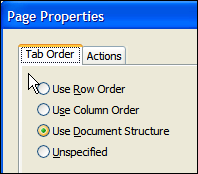 Page Properties
Tab Order Actions
Use Row Order
Use Column Order
Use Document Structure
Unspecified